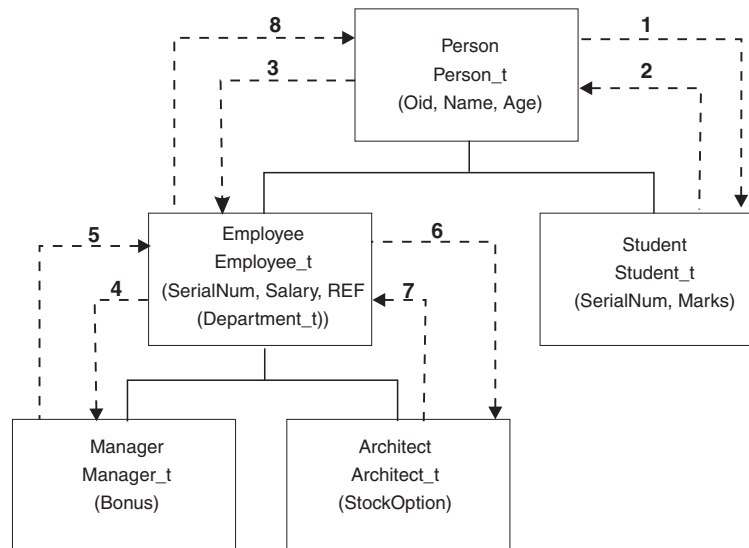 8
1
Person
Person_t
(Oid, Name, Age)
3
2
5
Employee
Employee_t
(SerialNum, Salary, REF
(Department_t))
6
Student
Student_t
(SerialNum, Marks)
4
7
Manager
Manager_t
(Bonus)
Architect
Architect_t
(StockOption)